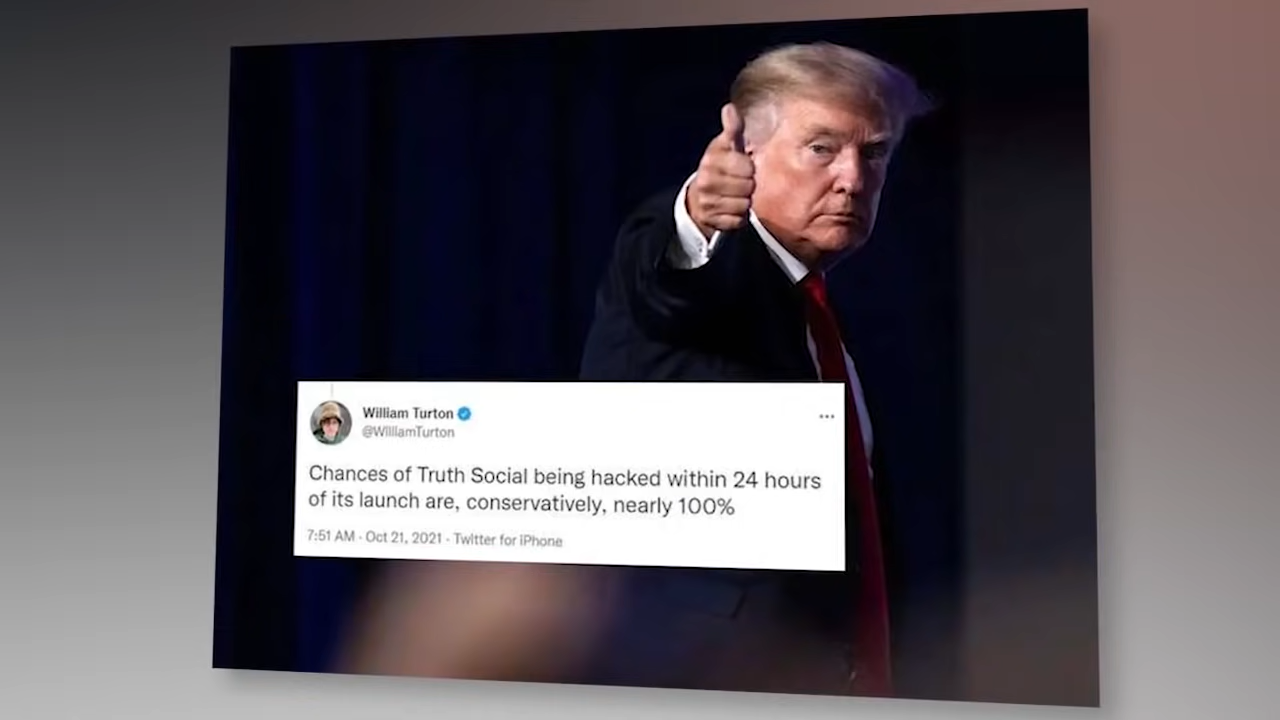 William Turton
@WilliamTurton
Chances of Truth Social being hacked within 24 hours
of its launch are, conservatively, nearly 100%
7:51 AM · Oct 21, 2021 · Twitter for iPhone